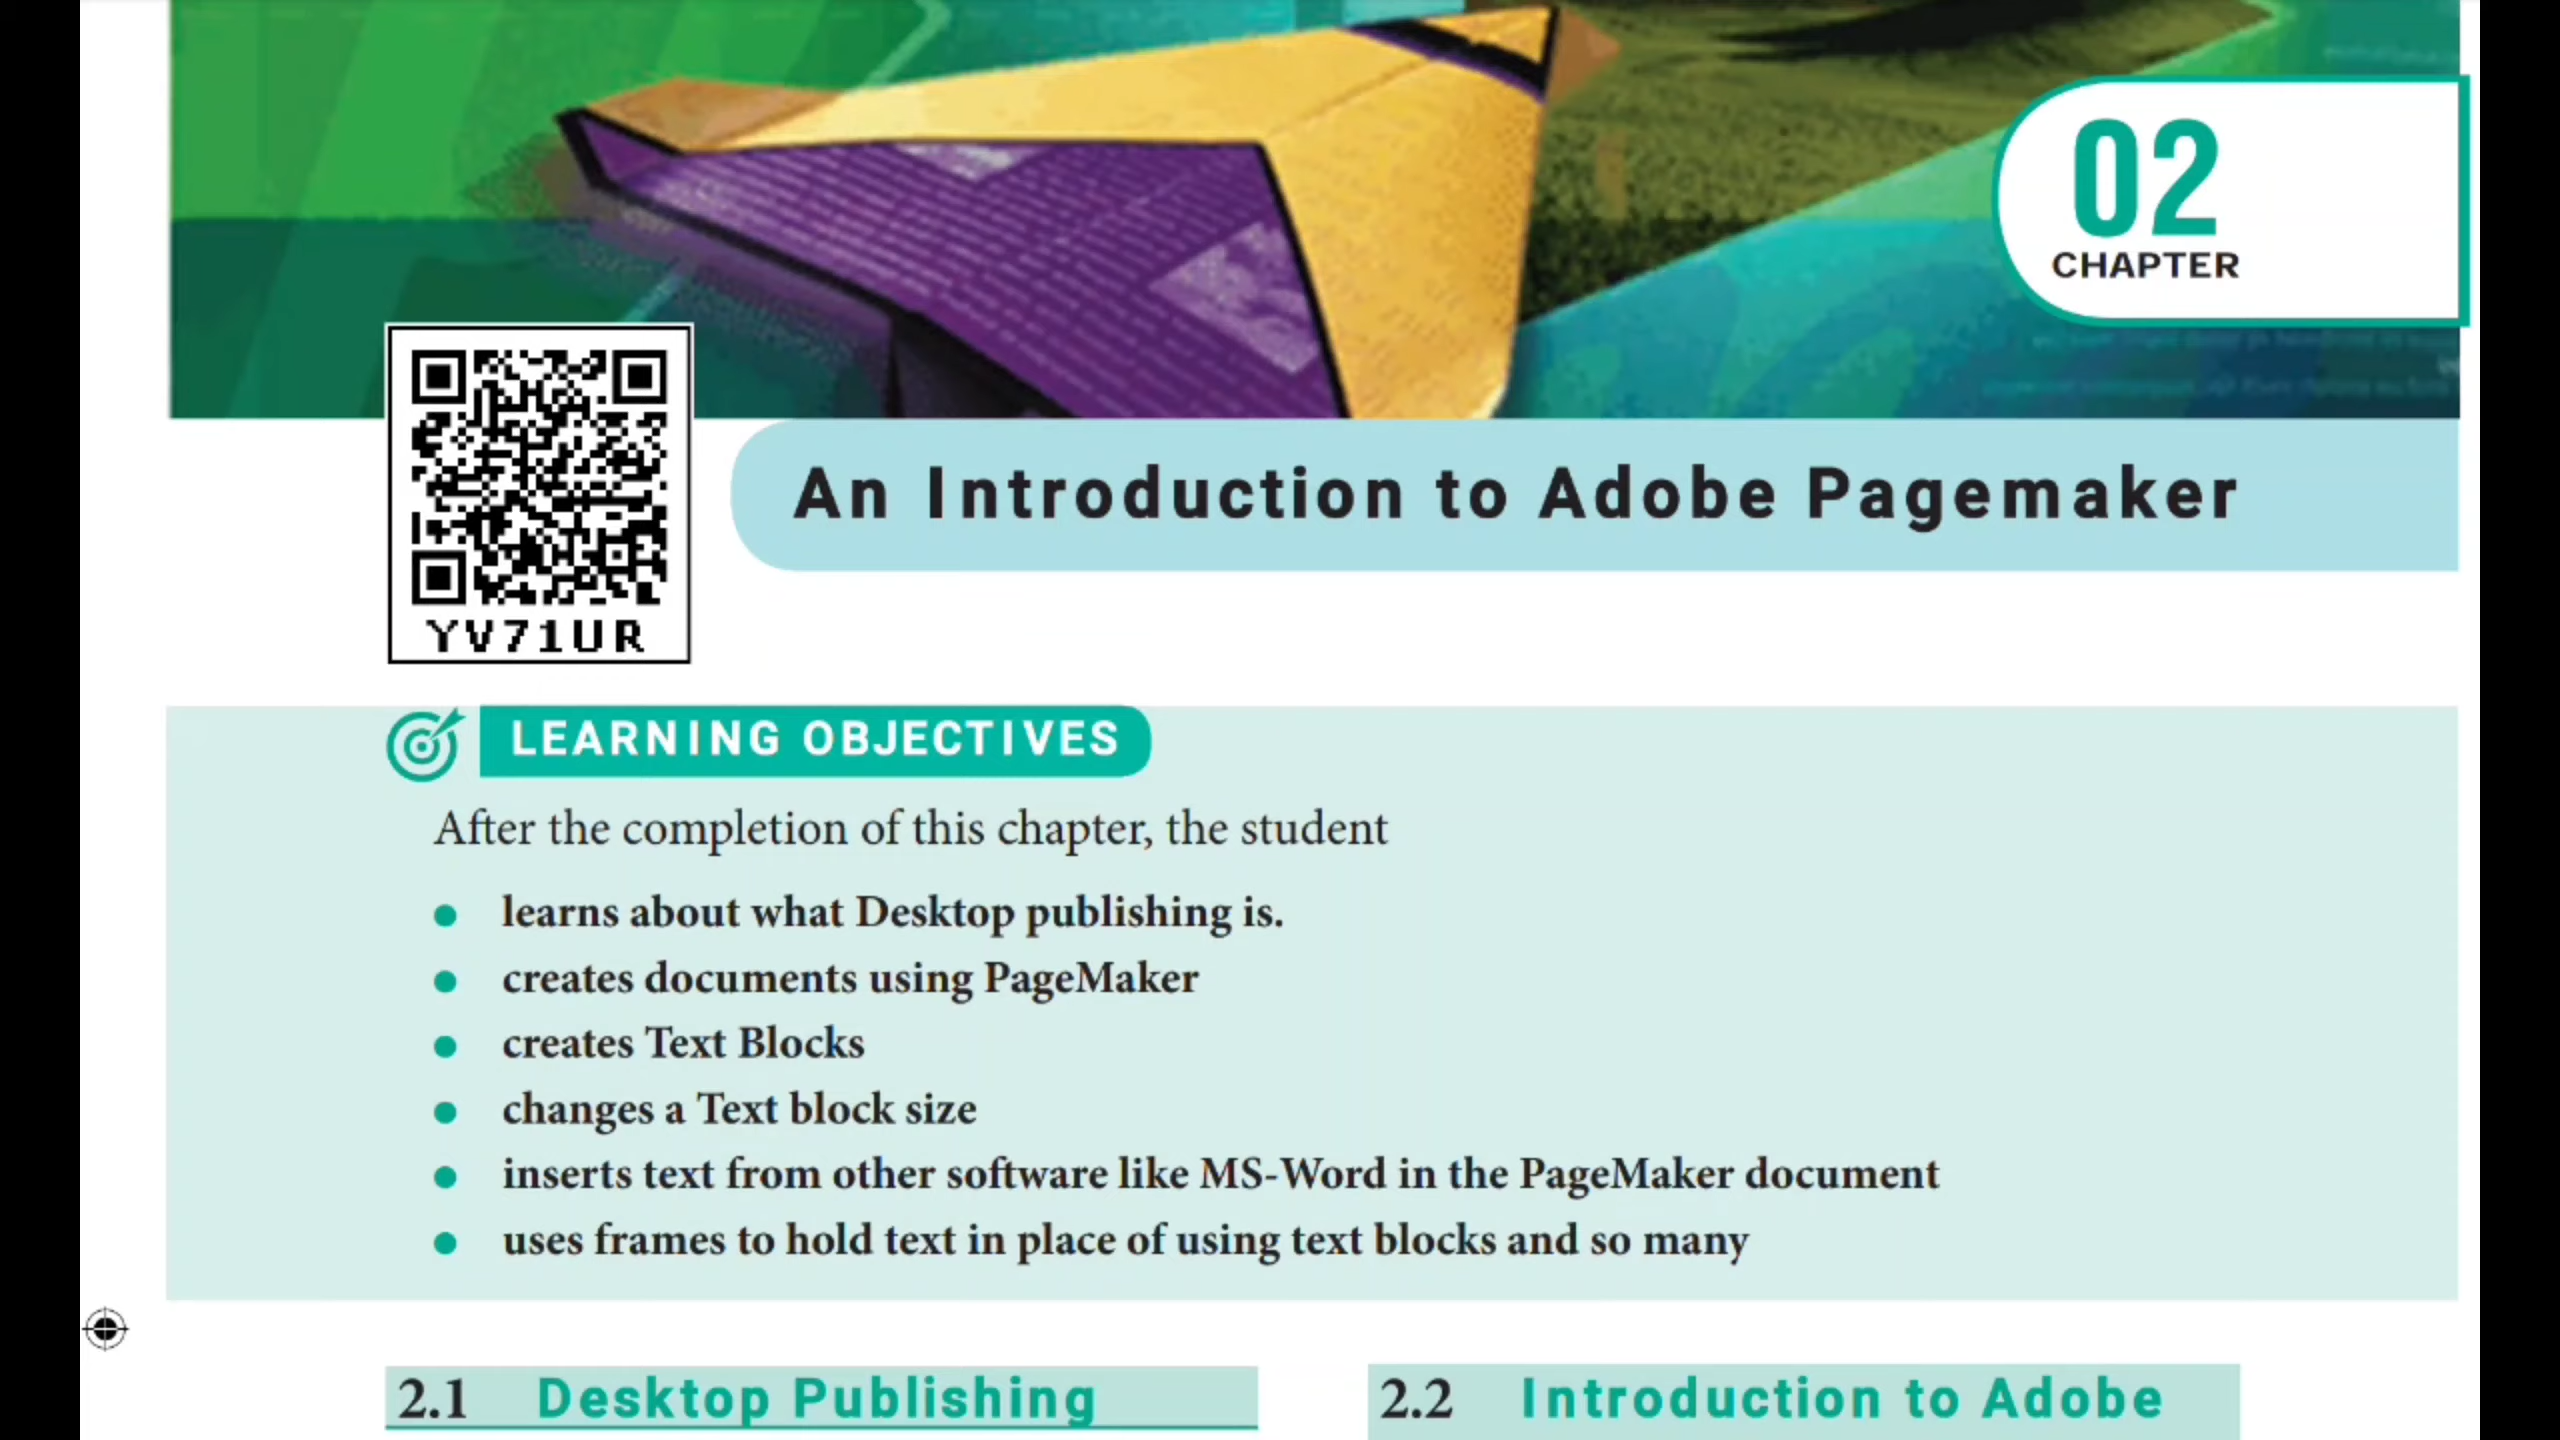 02
CHAPTER
An Introduction to Adobe Pagemaker
YV71UR
LEARNING OBJECTIVES
After the completion of this chapter, the student
learns about what Desktop publishing is.
creates documents using PageMaker
creates Text Blocks
changes a Text block size
inserts text from other software like MS-Word in the PageMaker document
uses frames to hold text in place of using text blocks and so many
2.1 Desktop Publishing
2.2 Introduction to Adobe